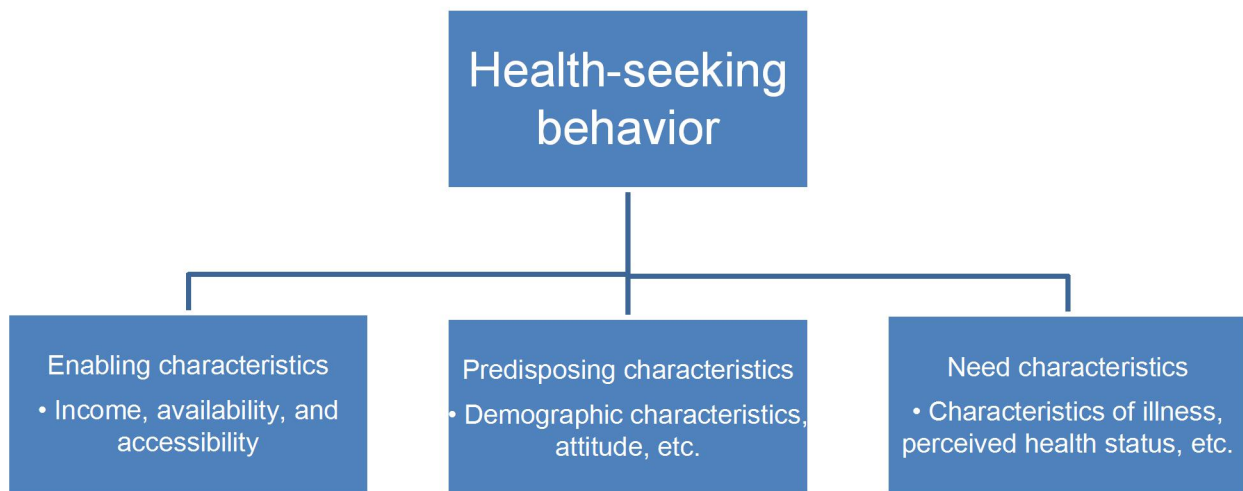 Health-seeking
behavior
Enabling characteristics
• Income, availability, and
accessibility
Predisposing characteristics
• Demographic characteristics,
attitude, etc.
Need characteristics
• Characteristics of illness,
perceived health status, etc.